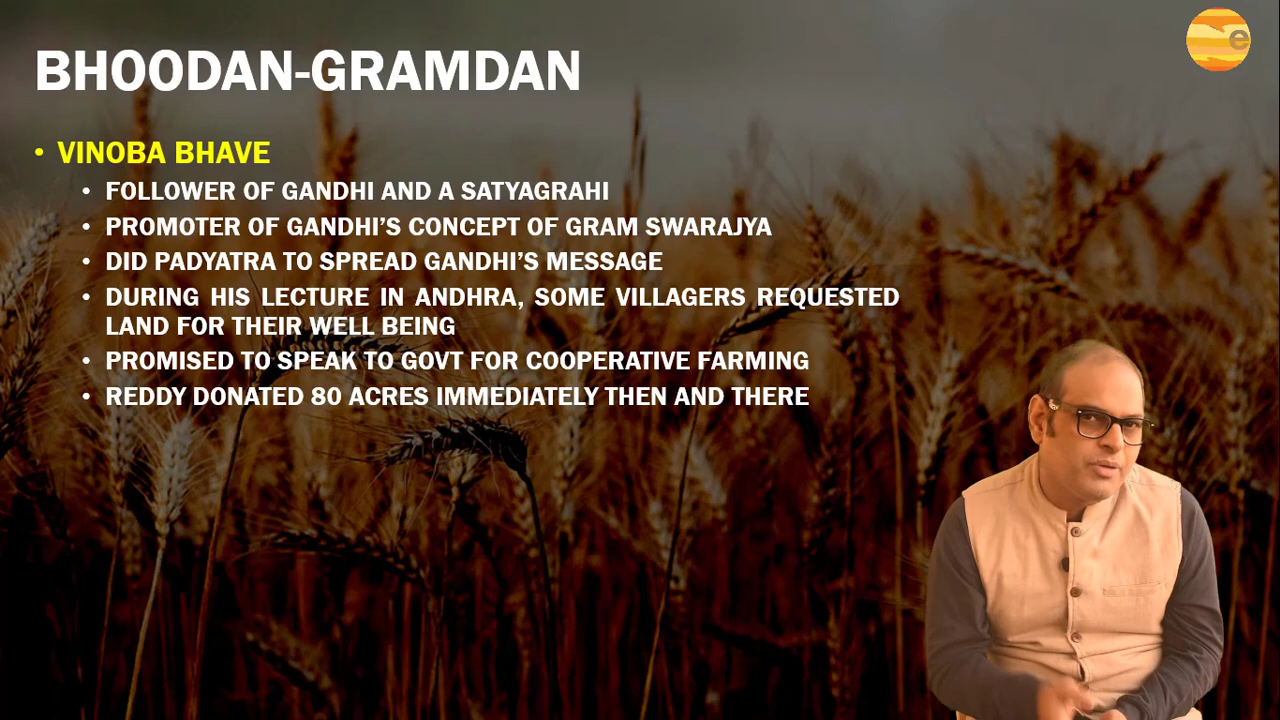 BHOODAN-GRAMDAN
• VINOBA BHAVE
• FOLLOWER OF GANDHI AND A SATYAGRAHI
• PROMOTER OF GANDHI’S CONCEPT OF GRAM SWARAJYA
• DID PADYATRA TO SPREAD GANDHI’S MESSAGE
• DURING HIS LECTURE IN ANDHRA, SOME VILLAGERS REQUESTED
LAND FOR THEIR WELL BEING
• PROMISED TO SPEAK TO GOVT FOR COOPERATIVE FARMING
• REDDY DONATED 80 ACRES IMMEDIATELY THEN AND THERE
e